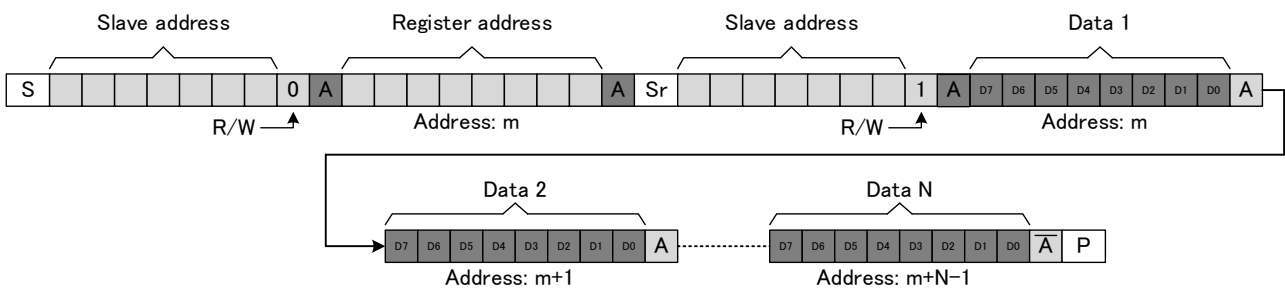 Slave address Register address Slave address Data 1
S 0 A A Sr 1 A D7 D6 D5 D4 D3 D2 D1 D0 A
R/W Address: m R/W Address: m
Data 2 Data N
D7 D6 D5 D4 D3 D2 D1 D0 A D7 D6 D5 D4 D3 D2 D1 D0 A̅ P
Address: m+1 Address: m+N-1